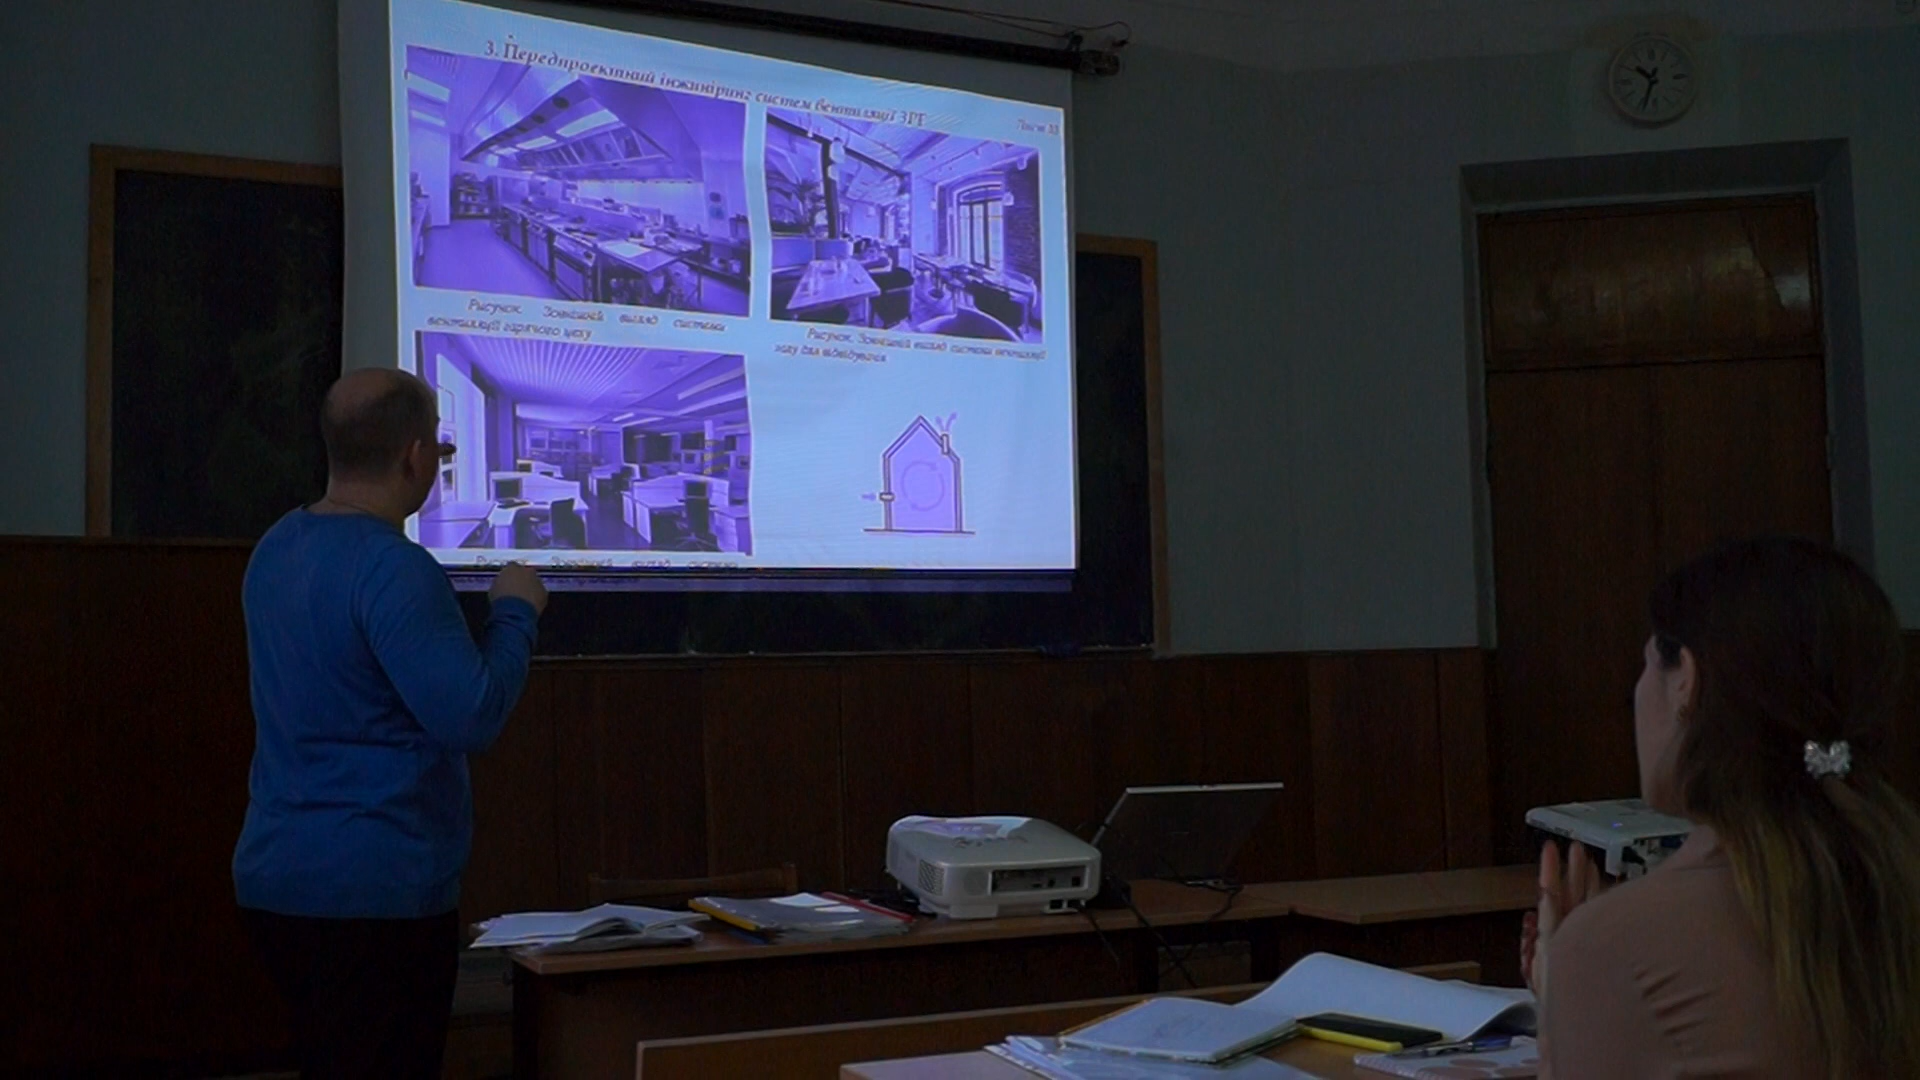 3. Передпроектний інжиніринг систем вентиляції ЗРГ
Лист 33
Рисунок. Зовнішній вигляд системи
вентиляції гарячого цеху
Рисунок. Зовнішній вигляд системи вентиляції
залу для відвідувачів
Рисунок. Зовнішній вигляд системи